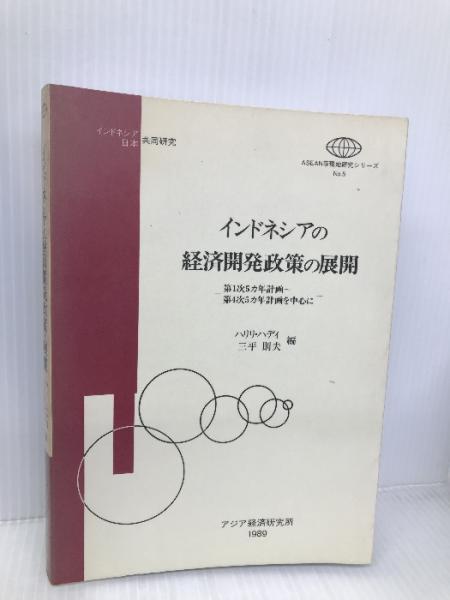 インドネシア
日本
共同研究
ASEAN等現地研究シリーズ
No.5
インドネシアの
経済開発政策の展開
第1次5カ年計画~
第4次5カ年計画を中心に
ハリリ・ハディ
三平 則夫
編
アジア経済研究所
1989